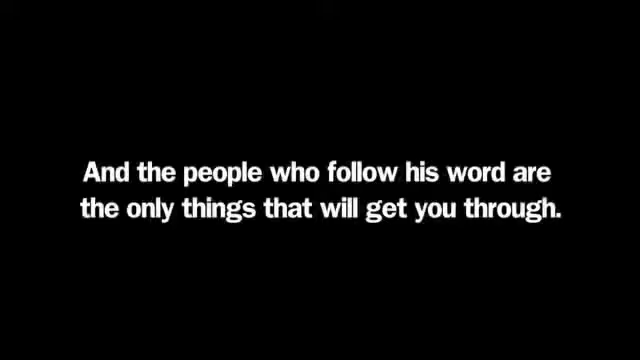 And the people who follow his word are
the only things that will get you through.